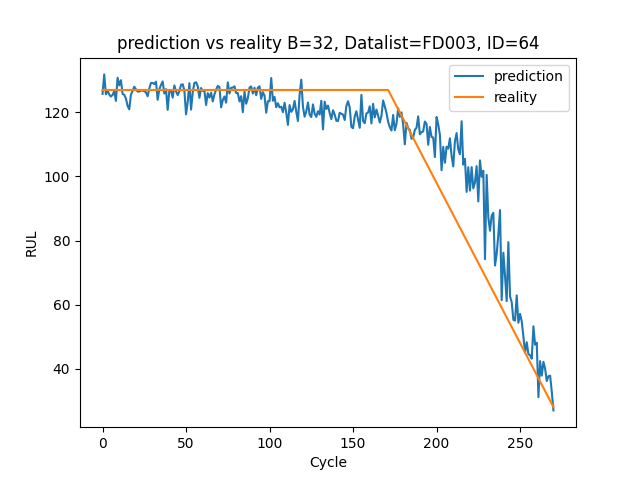 prediction vs reality B=32, Datalist=FD003, ID=64
prediction
reality
120
100
80
60
40
RUL
0
50
100
150
200
250
Cycle